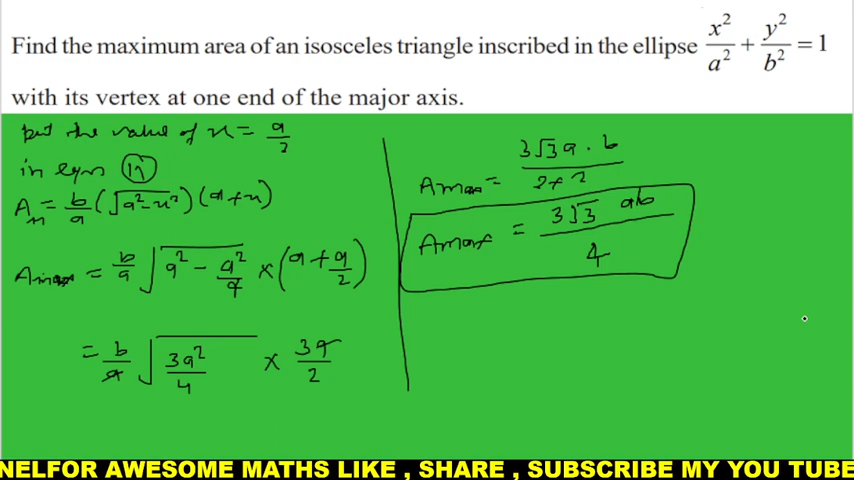 Find the maximum area of an isosceles triangle inscribed in the ellipse x²/a² + y²/b² = 1
with its vertex at one end of the major axis.
put the value of x = a/2
in eqn
A = b/a (√a²-x²) (a+x)
Amax = b/a √a² - a²/4 × (a + a/2)
= b/a √3a²/4 × 3a/2
Amax = 3√3a · b / 2×2
Amax = 3√3 ab / 4
NELFOR AWESOME MATHS LIKE , SHARE , SUBSCRIBE MY YOU TUBE